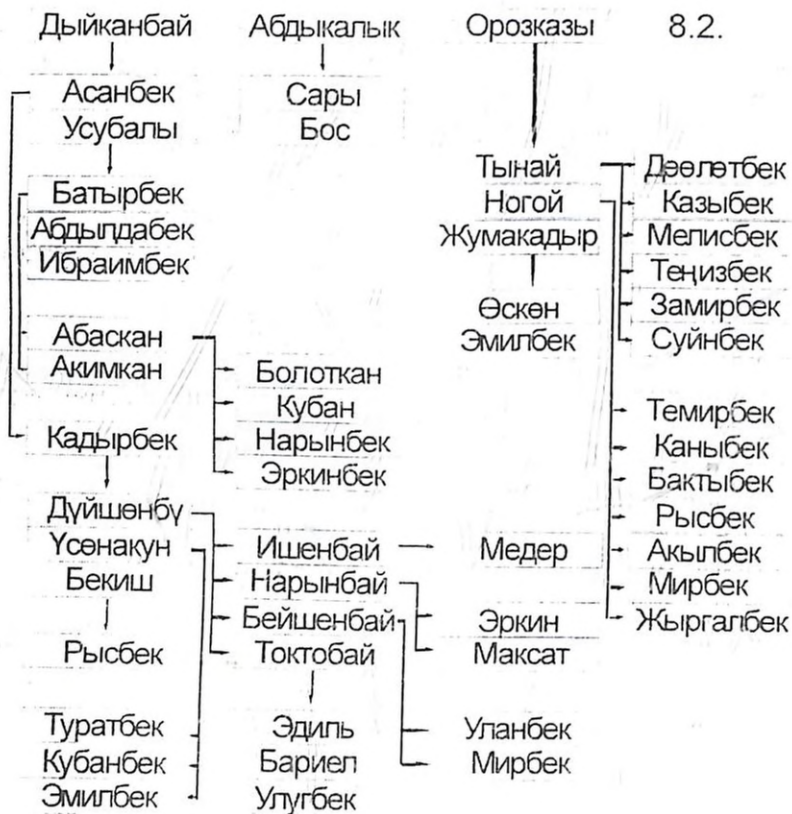 Дыйканбай Абдыкалык Орозказы 8.2.
Асанбек Сары
Усубалы Бос
Тынай Дөөлөтбек
Батырбек Ногой Казыбек
Абдылдабек Жумакадыр Мелисбек
Ибраимбек Теңизбек
Өскөн Замирбек
Абаскан Эмилбек Суйнбек
Акимкан Болоткан
Кубан Темирбек
Кадырбек Нарынбек Каныбек
Эркинбек Бактыбек
Дүйшөнбү Рысбек
Үсөнакун Ишенбай Медер Акылбек
Бекиш Нарынбай Мирбек
Бейшенбай Эркин Жыргалбек
Рысбек Токтобай Максат
Туратбек Эдиль Уланбек
Кубанбек Бариел Мирбек
Эмилбек Улугбек